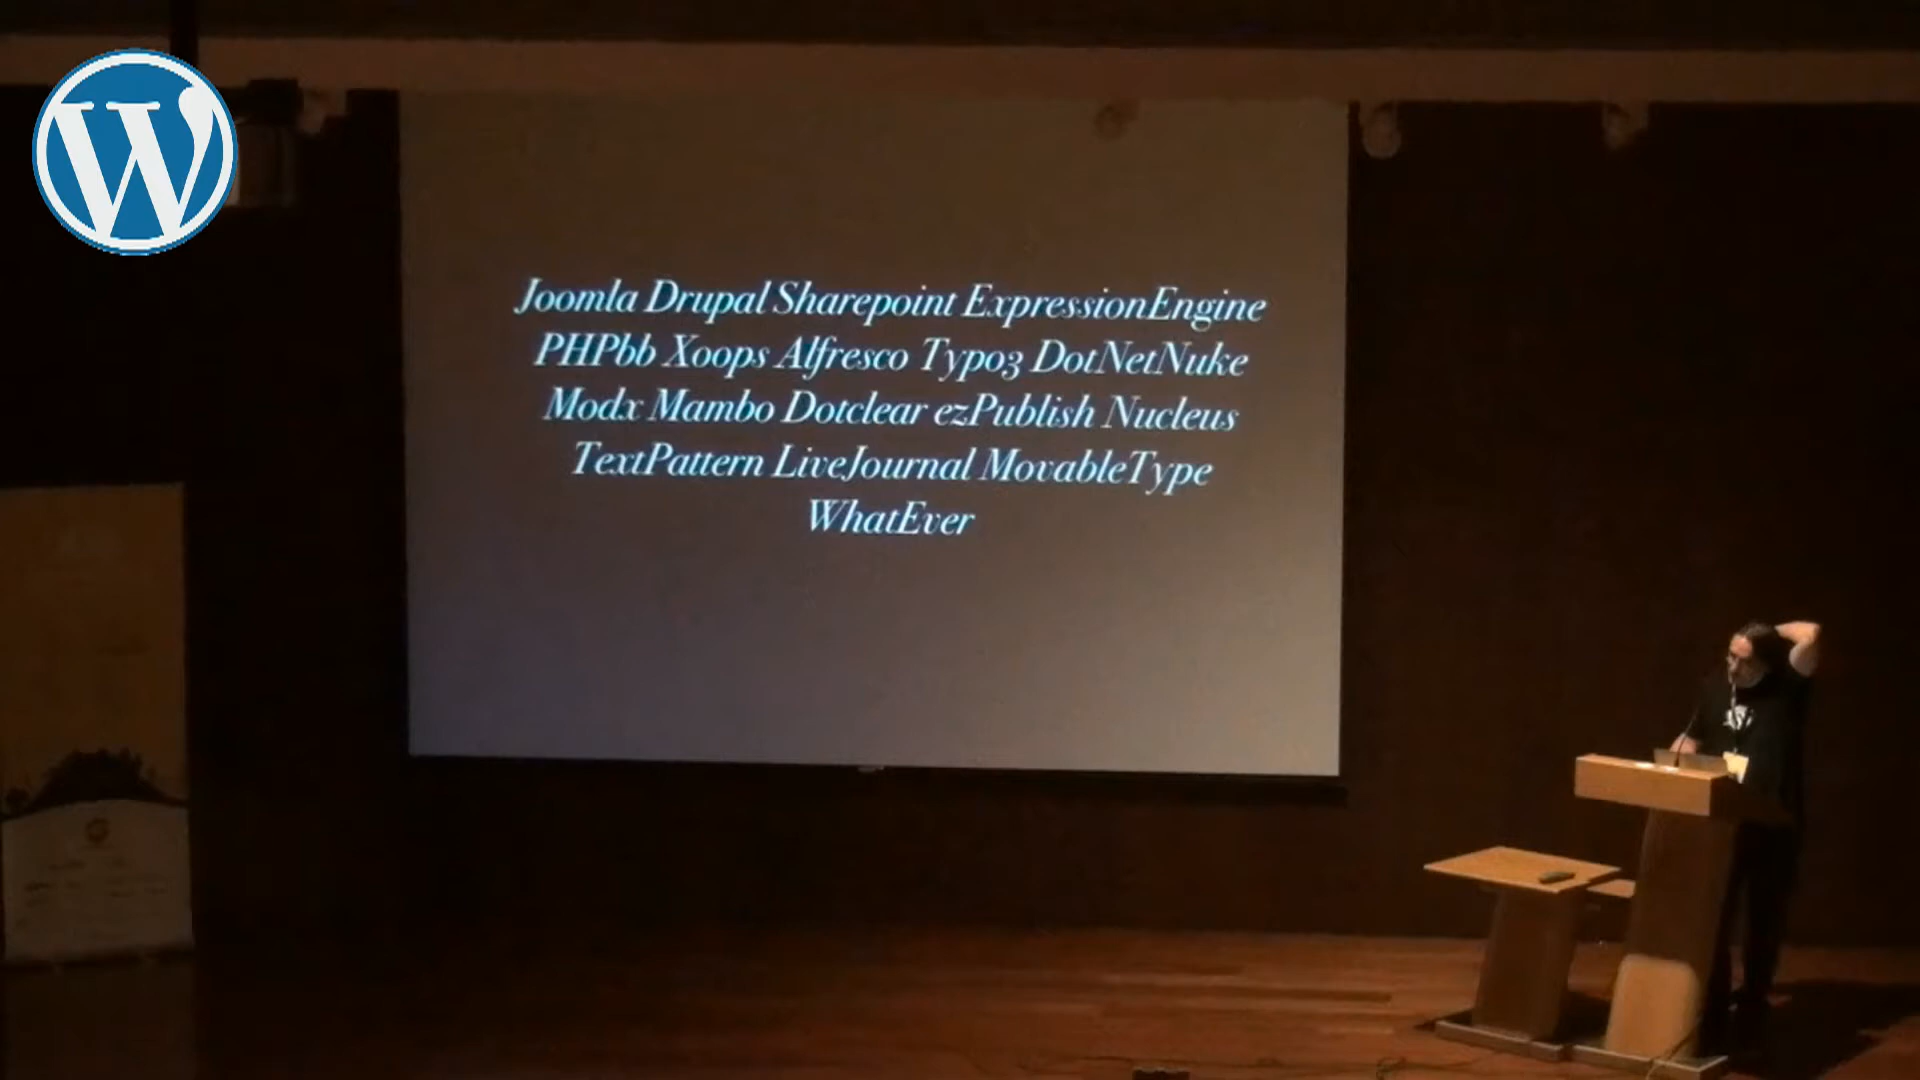 Joomla Drupal Sharepoint ExpressionEngine
PHPbb Xoops Alfresco Typo3 DotNetNuke
Modx Mambo Dotclear ezPublish Nucleus
TextPattern LiveJournal MovableType
WhatEver